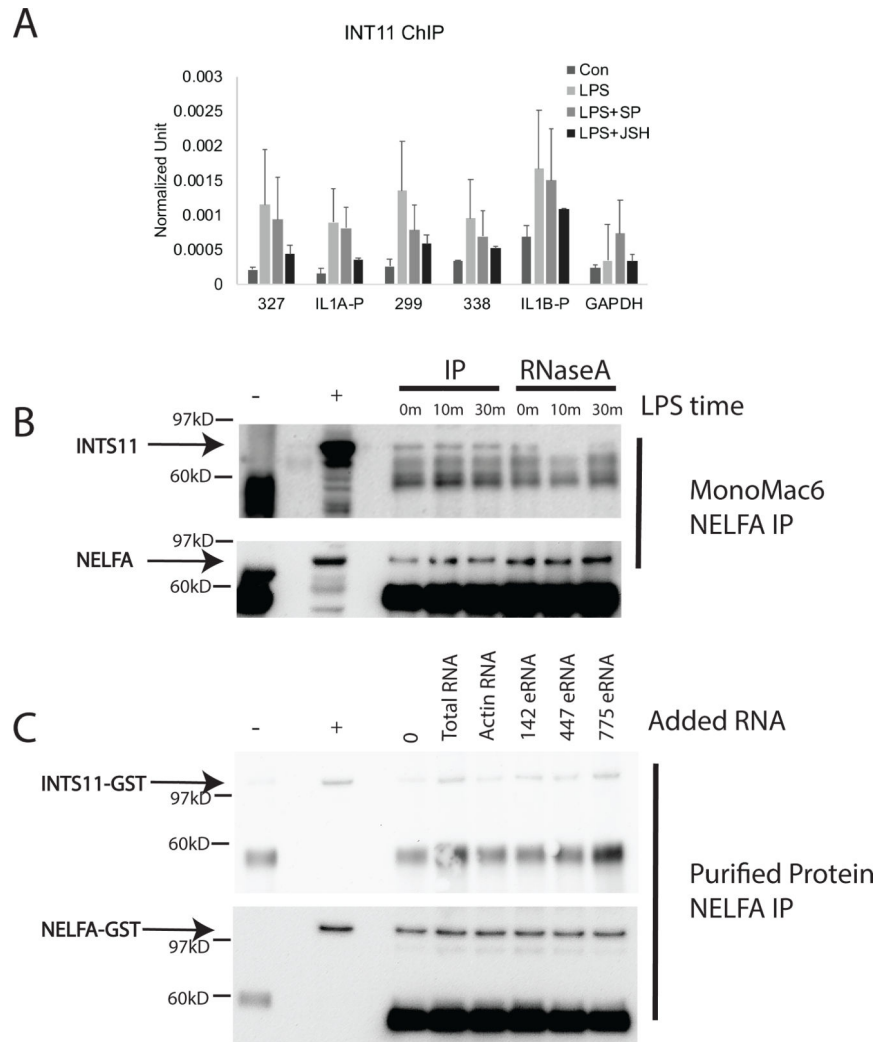 A
INT11 ChIP
Normalized Unit
0.003
0.0025
0.002
0.0015
0.001
0.0005
0
Con
LPS
LPS+SP
LPS+JSH
327 IL1A-P 299 338 IL1B-P GAPDH
B
- + IP RNaseA
0m 10m 30m 0m 10m 30m LPS time
97kD
INTS11
60kD
97kD
NELFA
60kD
MonoMac6
NELFA IP
C
- + 0 Total RNA Actin RNA 142 eRNA 447 eRNA 775 eRNA Added RNA
INTS11-GST
97kD
60kD
NELFA-GST
97kD
60kD
Purified Protein
NELFA IP